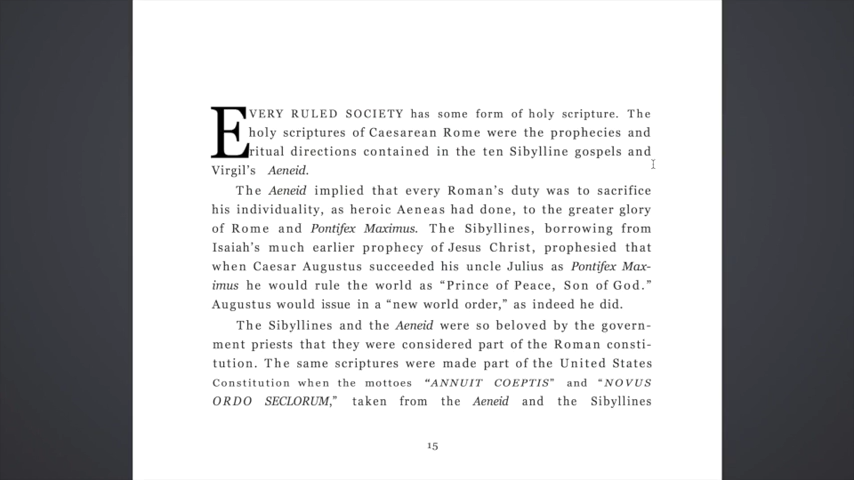 EVERY RULED SOCIETY has some form of holy scripture. The
holy scriptures of Caesarean Rome were the prophecies and
ritual directions contained in the ten Sibylline gospels and
Virgil's Aeneid.
The Aeneid implied that every Roman's duty was to sacrifice
his individuality, as heroic Aeneas had done, to the greater glory
of Rome and Pontifex Maximus. The Sibyllines, borrowing from
Isaiah's much earlier prophecy of Jesus Christ, prophesied that
when Caesar Augustus succeeded his uncle Julius as Pontifex Max-
imus he would rule the world as “Prince of Peace, Son of God.”
Augustus would issue in a “new world order,” as indeed he did.
The Sibyllines and the Aeneid were so beloved by the govern-
ment priests that they were considered part of the Roman consti-
tution. The same scriptures were made part of the United States
Constitution when the mottoes “ANNUIT COEPTIS” and “NOVUS
ORDO SECLORUM,” taken from the Aeneid and the Sibyllines
15